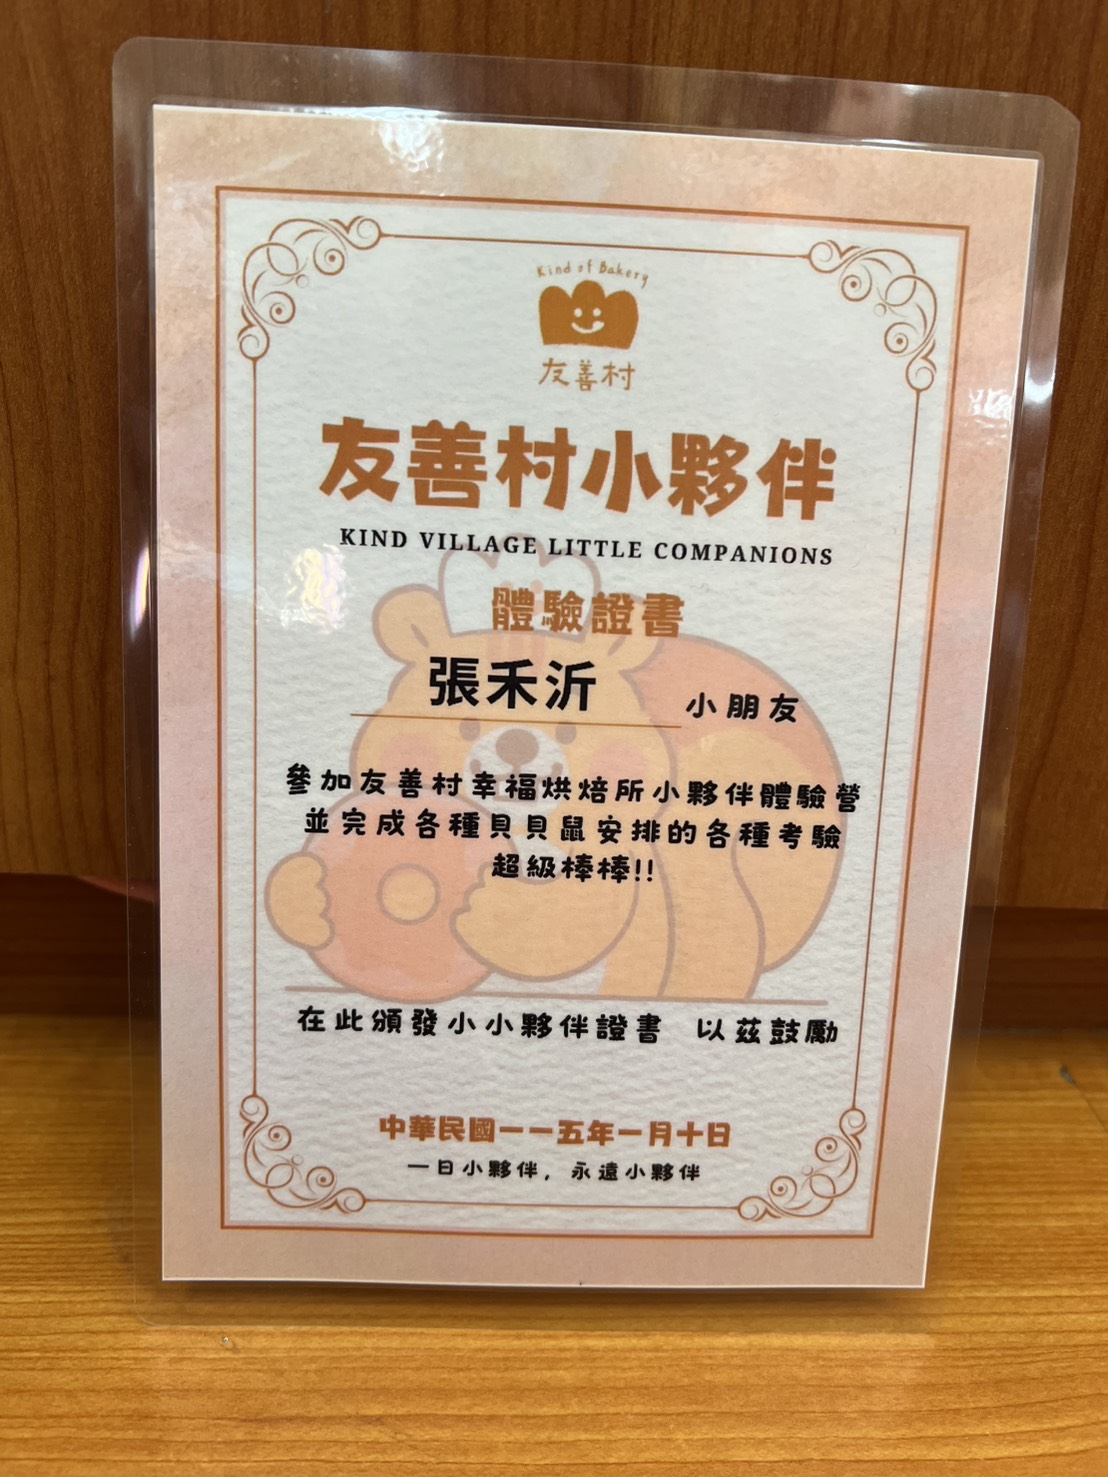 Kind of Bakery
友善村
友善村小夥伴
KIND VILLAGE LITTLE COMPANIONS
體驗證書
張禾沂 小朋友
參加友善村幸福烘焙所小夥伴體驗營
並完成各種貝貝鼠安排的各種考驗
超級棒棒!!
在此頒發小小夥伴證書 以茲鼓勵
中華民國一一五年一月十日
一日小夥伴，永遠小夥伴